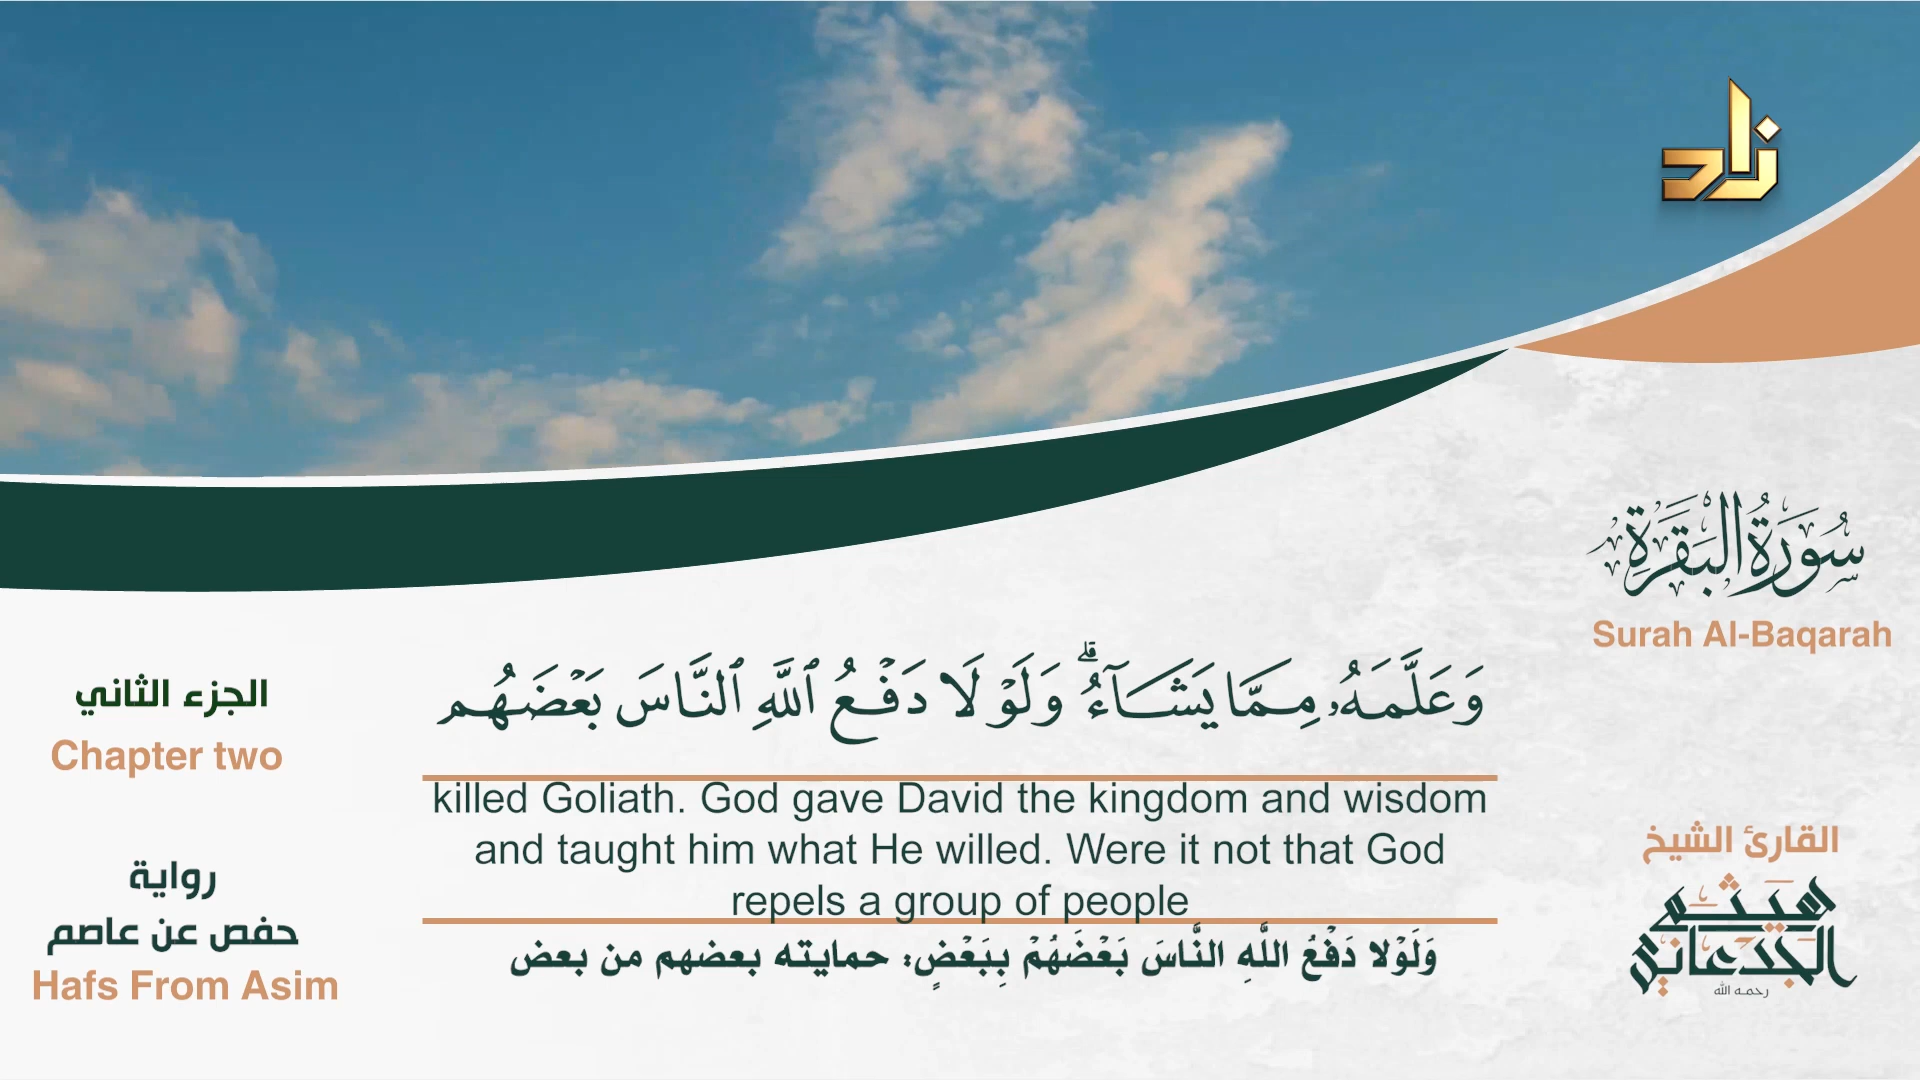 زاد
سُورَةُ البَقَرَةِ
Surah Al-Baqarah
الجزء الثاني
Chapter two
رواية
حفص عن عاصم
Hafs From Asim
وَعَلَّمَهُۥ مِمَّا يَشَآءُۗ وَلَوۡلَا دَفۡعُ ٱللَّهِ ٱلنَّاسَ بَعۡضَهُم
killed Goliath. God gave David the kingdom and wisdom
and taught him what He willed. Were it not that God
repels a group of people
وَلَوْلا دَفْعُ اللَّهِ النَّاسَ بَعْضَهُمْ بِبَعْضٍ: حمايته بعضهم من بعض
القارئ الشيخ
هيثم
الجدعاني
رحمه الله